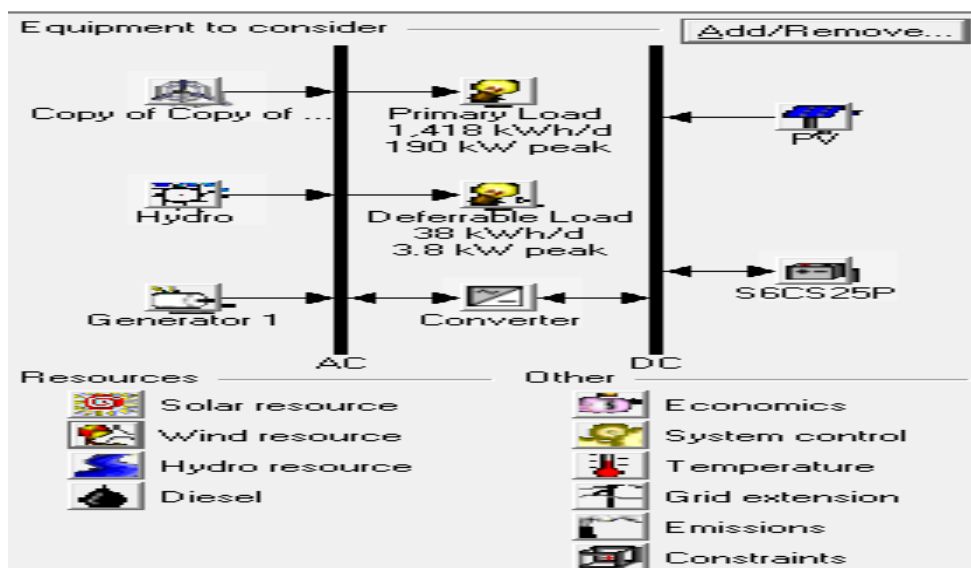 Equipment to consider
Add/Remove...
Copy of Copy of ...
Primary Load
1,418 kWh/d
190 kW peak
PV
Hydro
Deferrable Load
38 kWh/d
3.8 kW peak
S6CS25P
Generator 1
Converter
AC
DC
Resources
Other
Solar resource
Economics
Wind resource
System control
Hydro resource
Temperature
Diesel
Grid extension
Emissions
Constraints